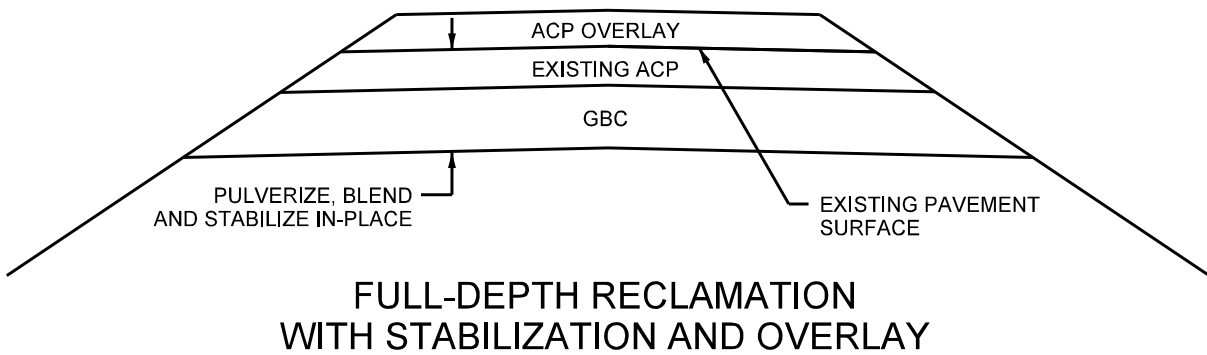 ACP OVERLAY
EXISTING ACP
GBC
PULVERIZE, BLEND
AND STABILIZE IN-PLACE
EXISTING PAVEMENT
SURFACE
FULL-DEPTH RECLAMATION
WITH STABILIZATION AND OVERLAY